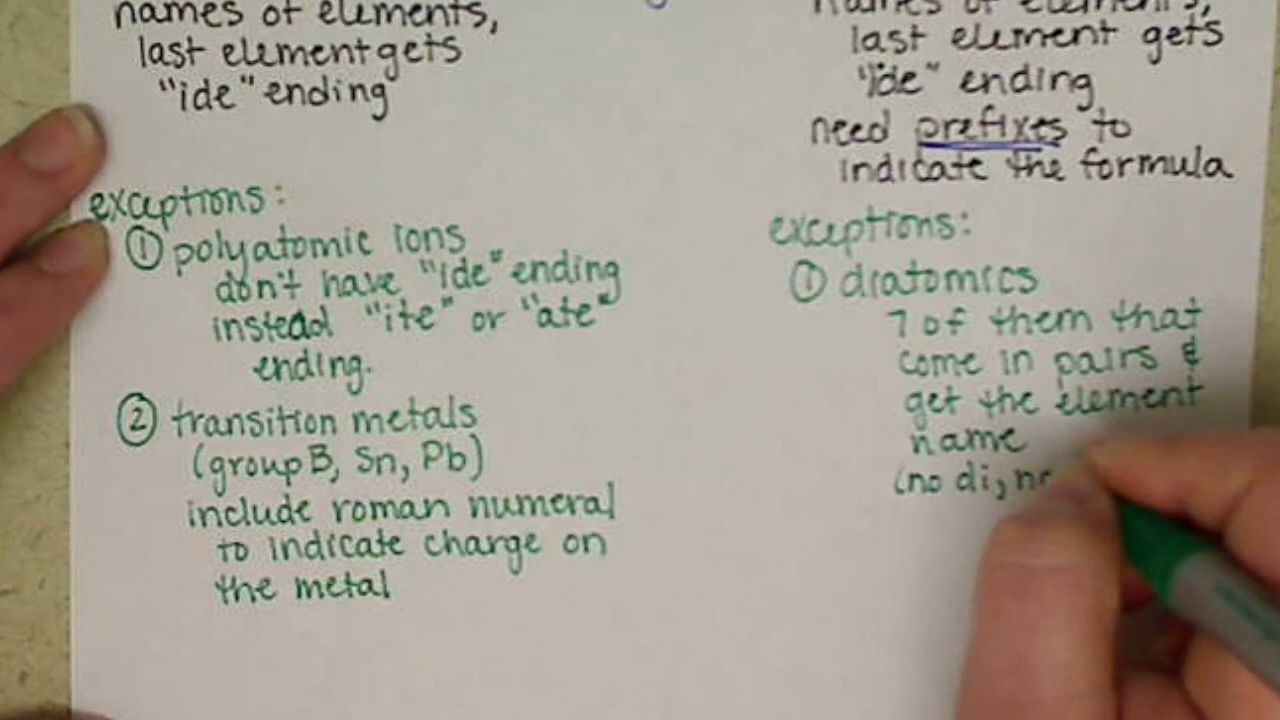 names of elements,
last element gets
"ide" ending
exceptions:
① polyatomic ions
don't have "ide" ending
instead "ite" or "ate"
ending.
② transition metals
(group B, Sn, Pb)
include roman numeral
to indicate charge on
the metal
names of elements,
last element gets
"ide" ending
need prefixes to
indicate the formula
exceptions:
① diatomics
7 of them that
come in pairs &
get the element
name
(no di,